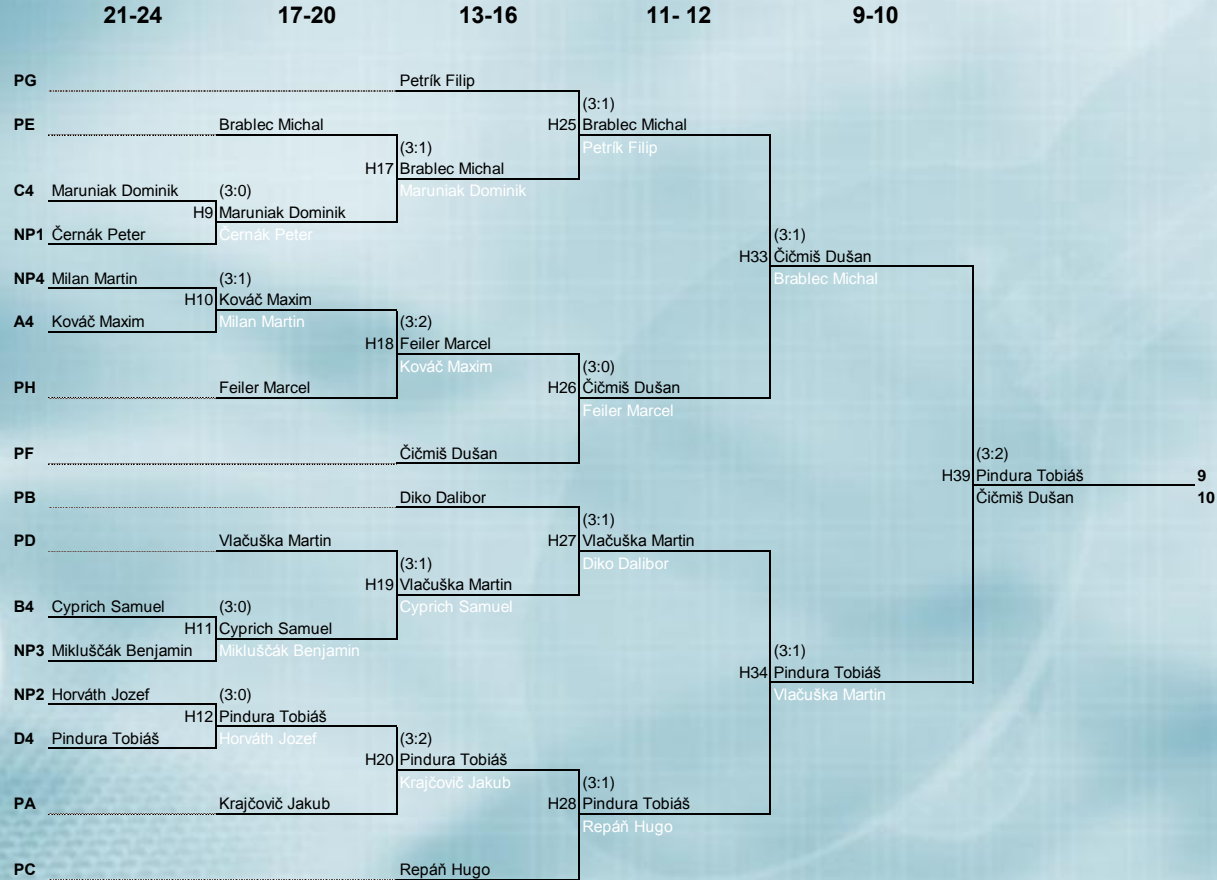 21-24 17-20 13-16 11- 12 9-10
PG Petrík Filip
(3:1)
PE Brablec Michal H25 Brablec Michal
(3:1) Petrík Filip
H17 Brablec Michal
C4 Maruniak Dominik (3:0) Maruniak Dominik
H9 Maruniak Dominik
NP1 Černák Peter Černák Peter (3:1)
H33 Čičmiš Dušan
NP4 Milan Martin (3:1) Brablec Michal
H10 Kováč Maxim
A4 Kováč Maxim Milan Martin (3:2)
H18 Feiler Marcel
Kováč Maxim (3:0)
PH Feiler Marcel H26 Čičmiš Dušan
Feiler Marcel
PF Čičmiš Dušan (3:2)
H39 Pindura Tobiáš 9
PB Diko Dalibor Čičmiš Dušan 10
(3:1)
PD Vlačuška Martin H27 Vlačuška Martin
(3:1) Diko Dalibor
H19 Vlačuška Martin
B4 Cyprich Samuel (3:0) Cyprich Samuel
H11 Cyprich Samuel
NP3 Mikluščák Benjamin Mikluščák Benjamin (3:1)
H34 Pindura Tobiáš
NP2 Horváth Jozef (3:0) Vlačuška Martin
H12 Pindura Tobiáš
D4 Pindura Tobiáš Horváth Jozef (3:2)
H20 Pindura Tobiáš
Krajčovič Jakub (3:1)
PA Krajčovič Jakub H28 Pindura Tobiáš
Repáň Hugo
PC Repáň Hugo